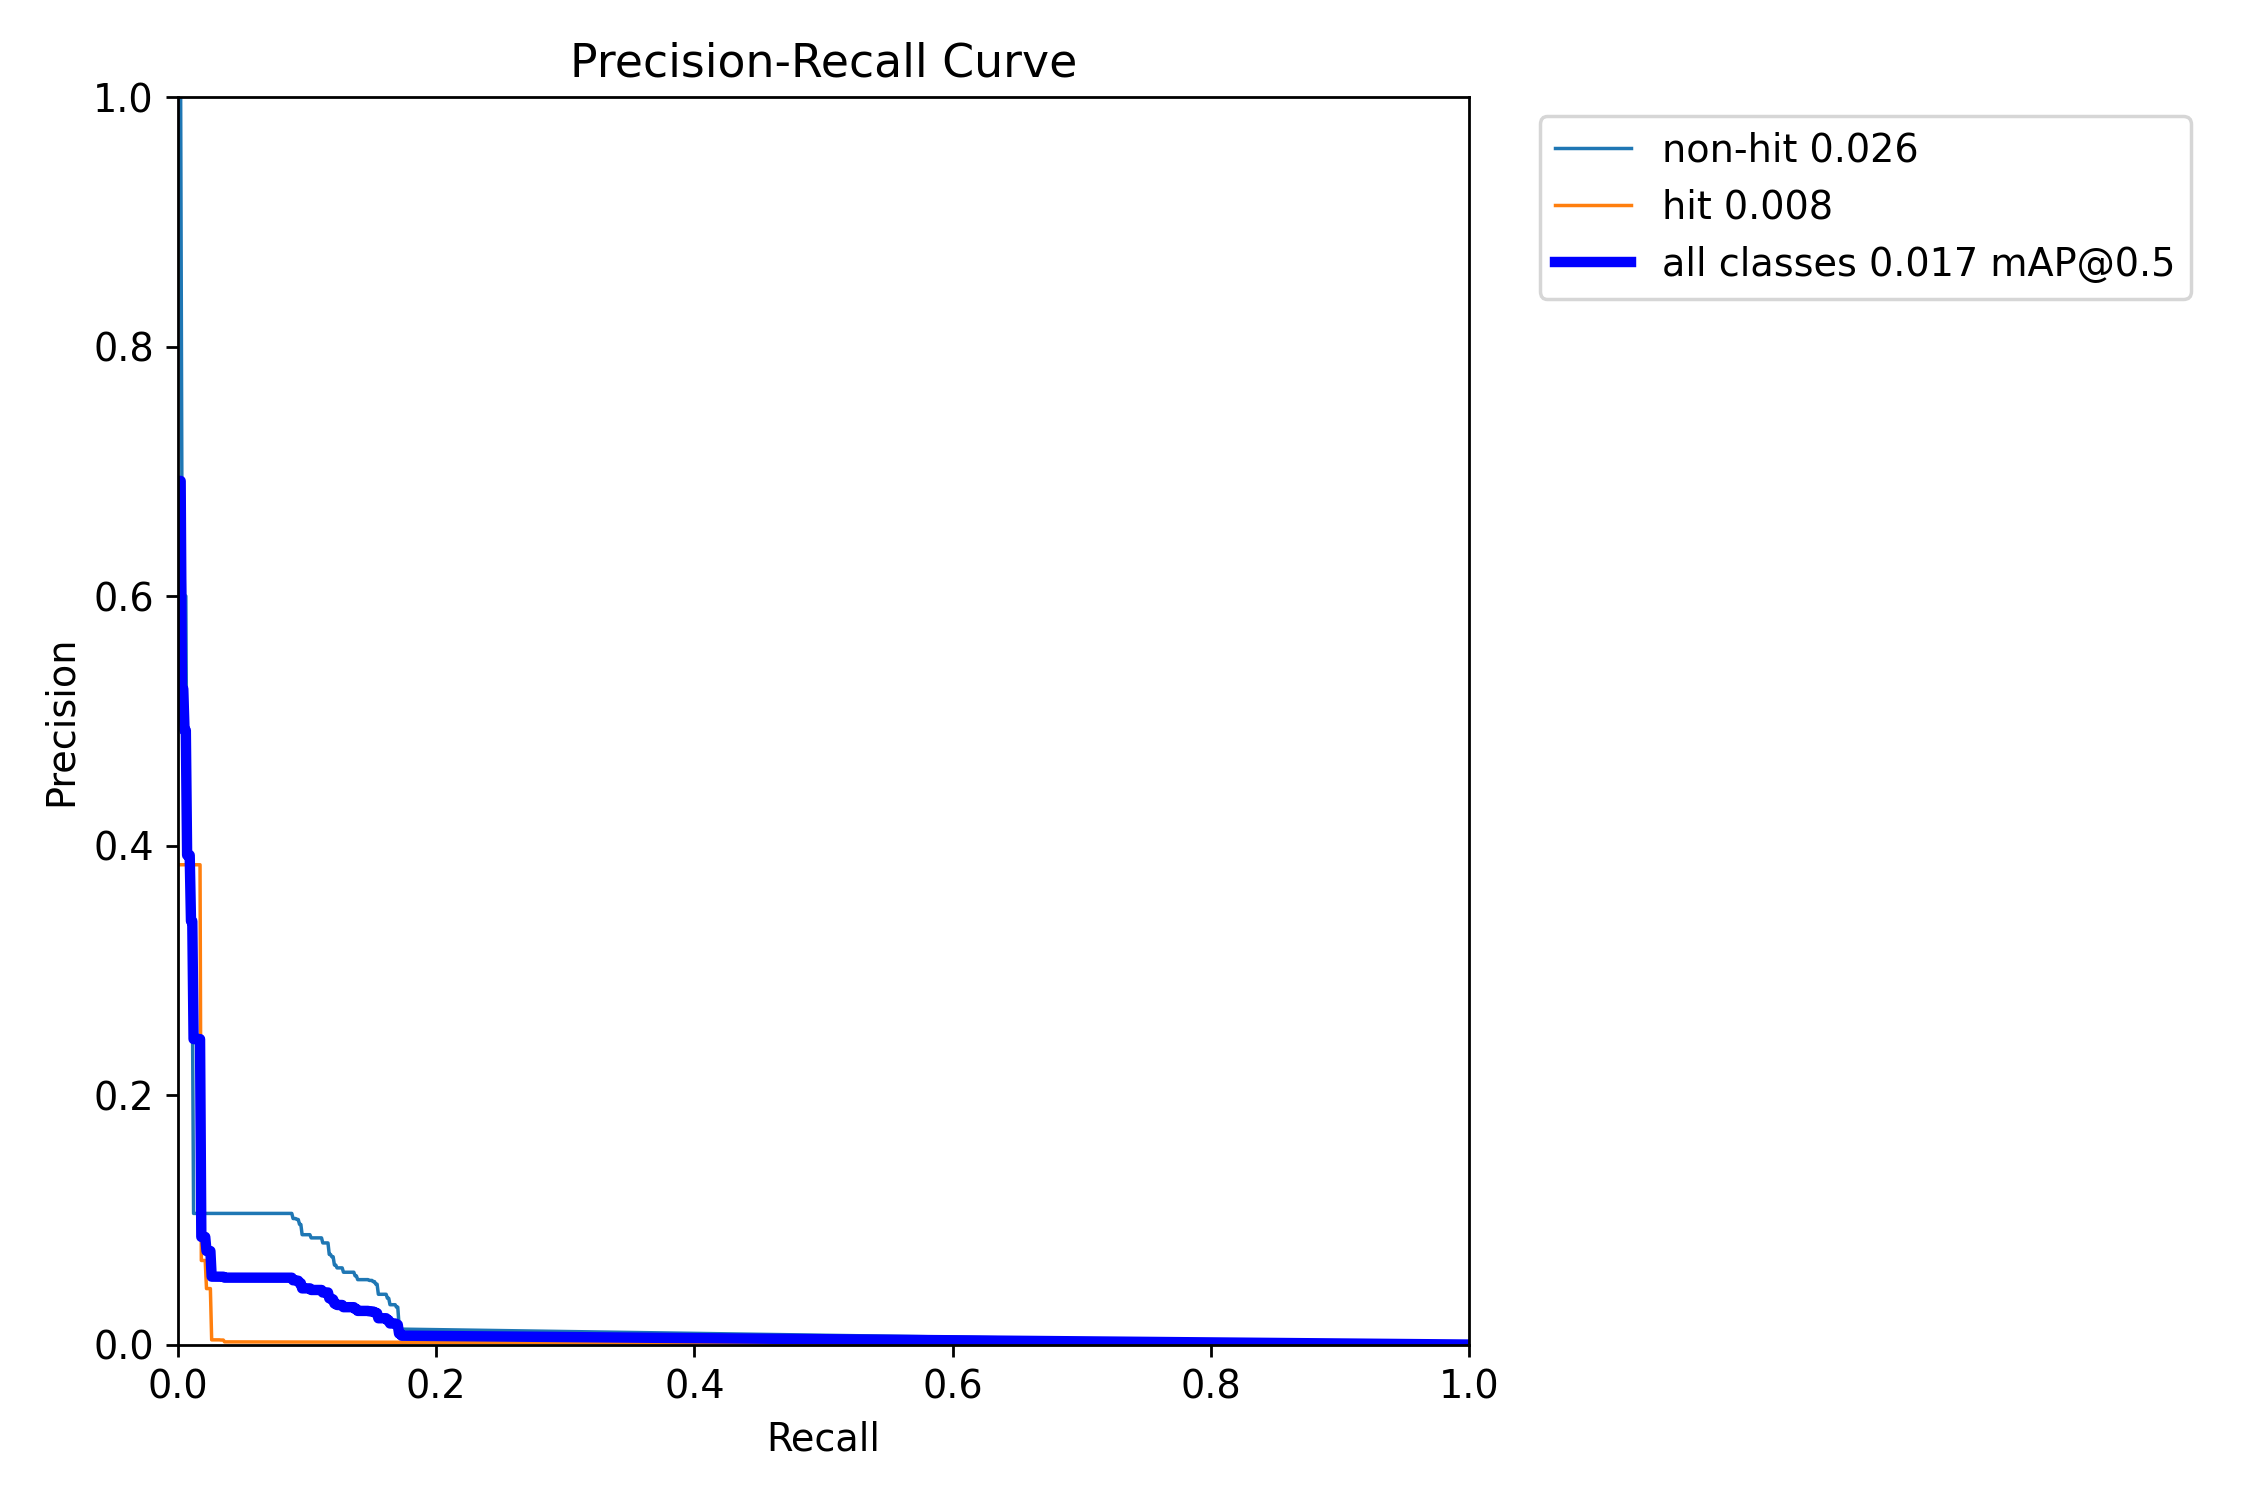 Precision-Recall Curve
non-hit 0.026
hit 0.008
all classes 0.017 mAP@0.5
1.0
0.8
0.6
0.4
0.2
0.0
Precision
0.0 0.2 0.4 0.6 0.8 1.0
Recall